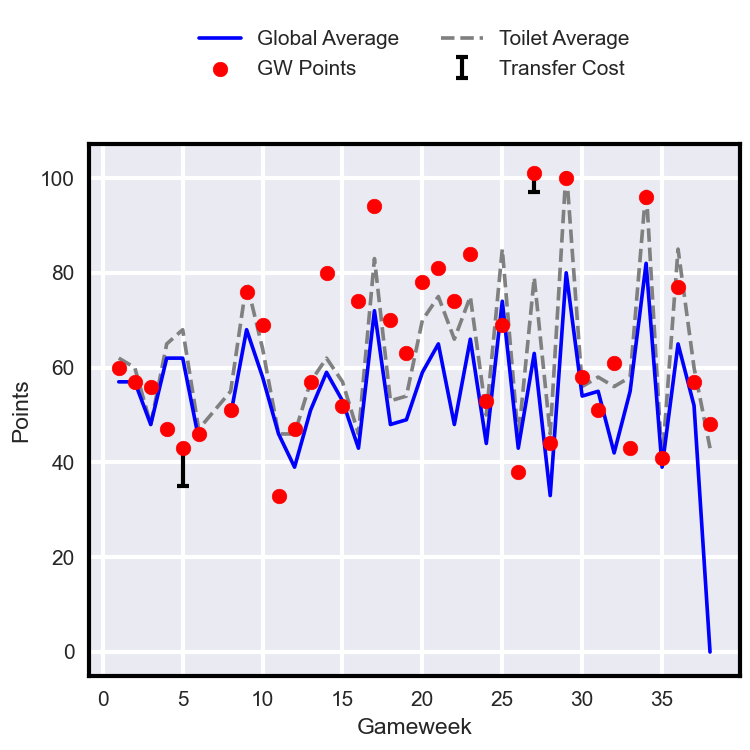 Global Average
Toilet Average
GW Points
Transfer Cost
100
80
60
40
20
0
Points
0 5 10 15 20 25 30 35
Gameweek